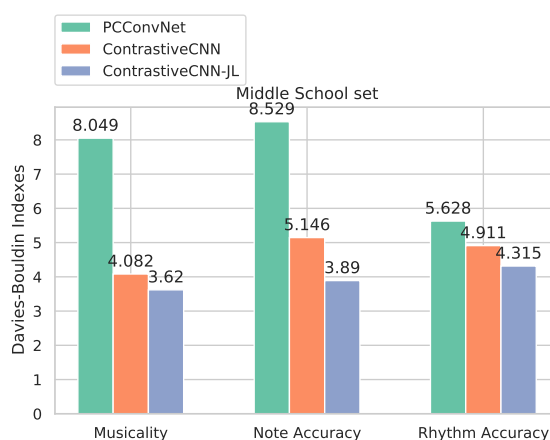 PCConvNet
ContrastiveCNN
ContrastiveCNN-JL
Middle School set
8.049
8.529
5.628
4.082
5.146
4.911
3.62
3.89
4.315
Davies-Bouldin Indexes
8
7
6
5
4
3
2
1
0
Musicality
Note Accuracy
Rhythm Accuracy